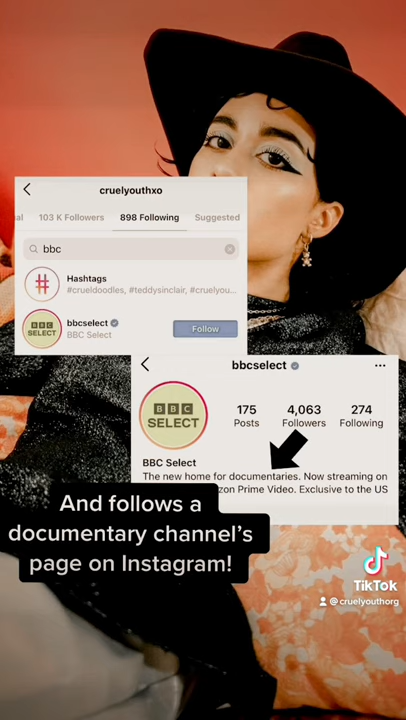 cruelyouthxo
al 103 K Followers 898 Following Suggested
bbc
Hashtags
#crueldoodles, #teddysinclair, #cruelyou...
BBC
SELECT
bbcselect
BBC Select
Follow
bbcselect
BBC
SELECT
175 4,063 274
Posts Followers Following
BBC Select
The new home for documentaries. Now streaming on
zon Prime Video. Exclusive to the US
And follows a
documentary channel's
page on Instagram!
TikTok
@cruelyouthorg